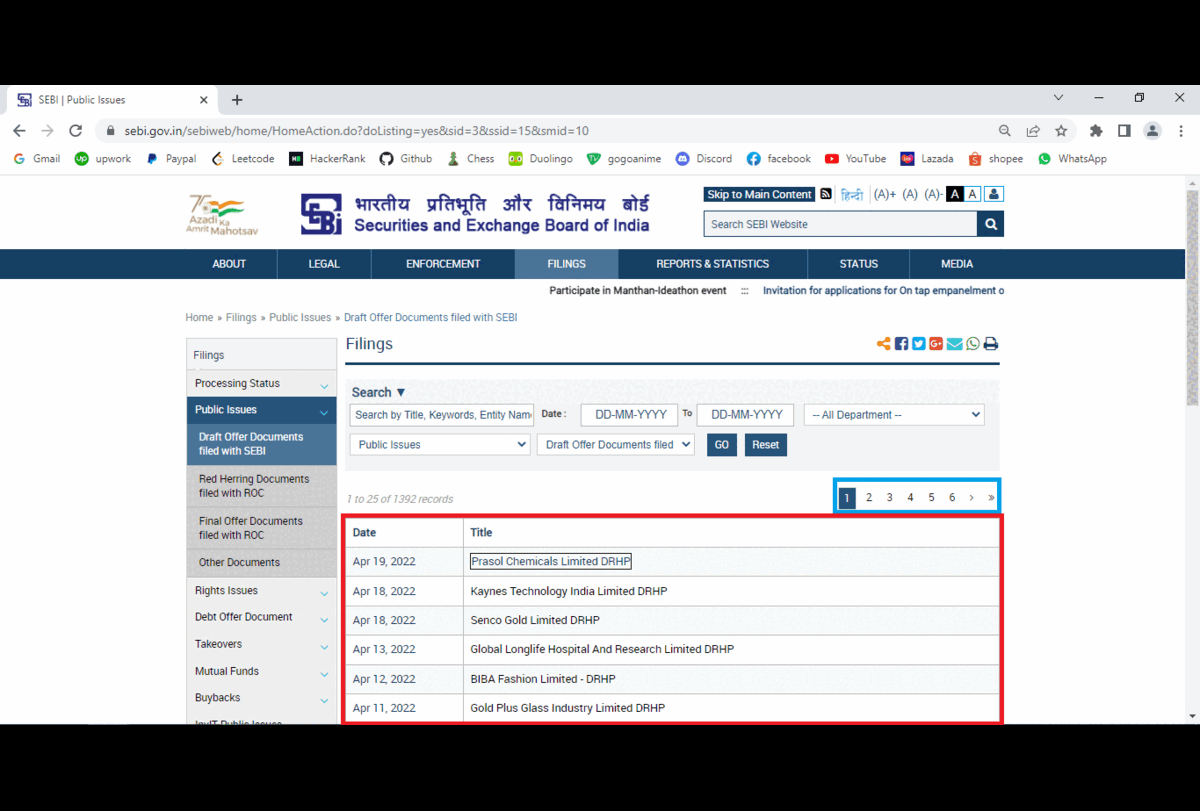 SEBI | Public Issues
sebi.gov.in/sebiweb/home/HomeAction.do?doListing=yes&sid=3&ssid=15&smid=10
Gmail upwork Paypal Leetcode HackerRank Github Chess Duolingo gogoanime Discord facebook YouTube Lazada shopee WhatsApp
Azadi Ka
Amrit Mahotsav
भारतीय प्रतिभूति और विनिमय बोर्ड
Securities and Exchange Board of India
Skip to Main Content हिन्दी (A)+ (A) (A)- A A
Search SEBI Website
ABOUT LEGAL ENFORCEMENT FILINGS REPORTS & STATISTICS STATUS MEDIA
Participate in Manthan-Ideathon event ::: Invitation for applications for On tap empanelment o
Home » Filings » Public Issues » Draft Offer Documents filed with SEBI
Filings
Processing Status
Public Issues
Draft Offer Documents
filed with SEBI
Red Herring Documents
filed with ROC
Final Offer Documents
filed with ROC
Other Documents
Rights Issues
Debt Offer Document
Takeovers
Mutual Funds
Buybacks
InvIT Public Issues
Filings
Search ▼
Search by Title, Keywords, Entity Nam Date : DD-MM-YYYY To DD-MM-YYYY -- All Department --
Public Issues Draft Offer Documents filed GO Reset
1 to 25 of 1392 records 1 2 3 4 5 6 › »
Date Title
Apr 19, 2022 Prasol Chemicals Limited DRHP
Apr 18, 2022 Kaynes Technology India Limited DRHP
Apr 18, 2022 Senco Gold Limited DRHP
Apr 13, 2022 Global Longlife Hospital And Research Limited DRHP
Apr 12, 2022 BIBA Fashion Limited - DRHP
Apr 11, 2022 Gold Plus Glass Industry Limited DRHP